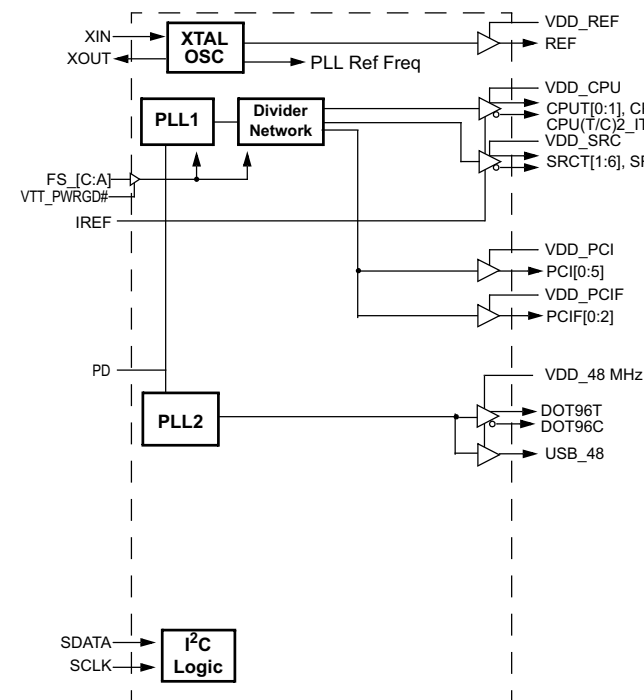 VDD_REF
XIN
XTAL
OSC
REF
XOUT
PLL Ref Freq
VDD_CPU
PLL1
Divider
Network
CPUT[0:1],
CPU(T/C)2_IT
VDD_SRC
SRCT[1:6],
FS_[C:A]
VTT_PWRGD#
IREF
VDD_PCI
PCI[0:5]
VDD_PCIF
PCIF[0:2]
PD
VDD_48 MHz
PLL2
DOT96T
DOT96C
USB_48
SDATA
SCLK
I²C
Logic